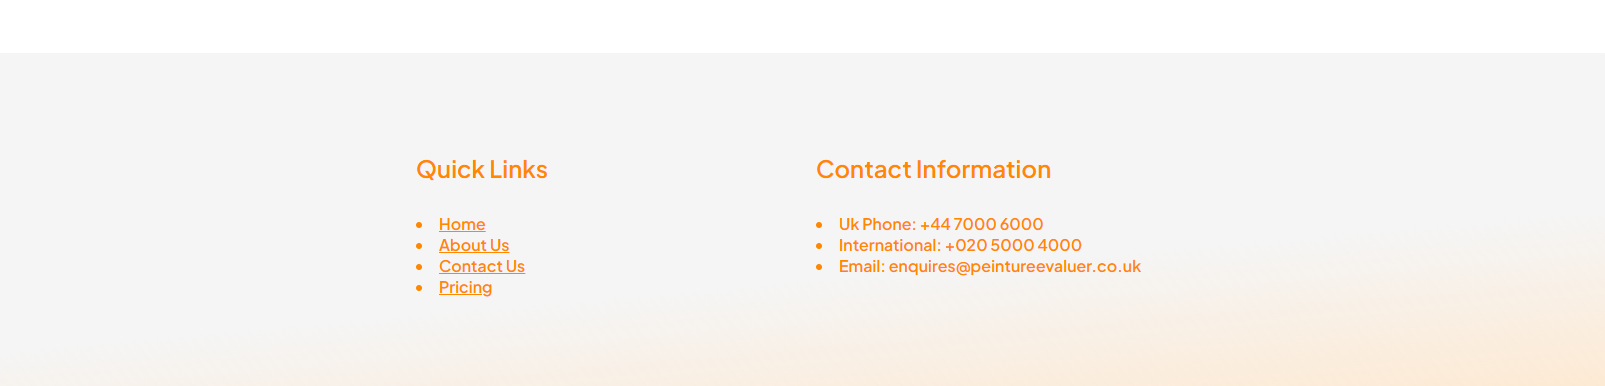 Quick Links
Home
About Us
Contact Us
Pricing
Contact Information
Uk Phone: +44 7000 6000
International: +020 5000 4000
Email: enquires@peintureevaluer.co.uk